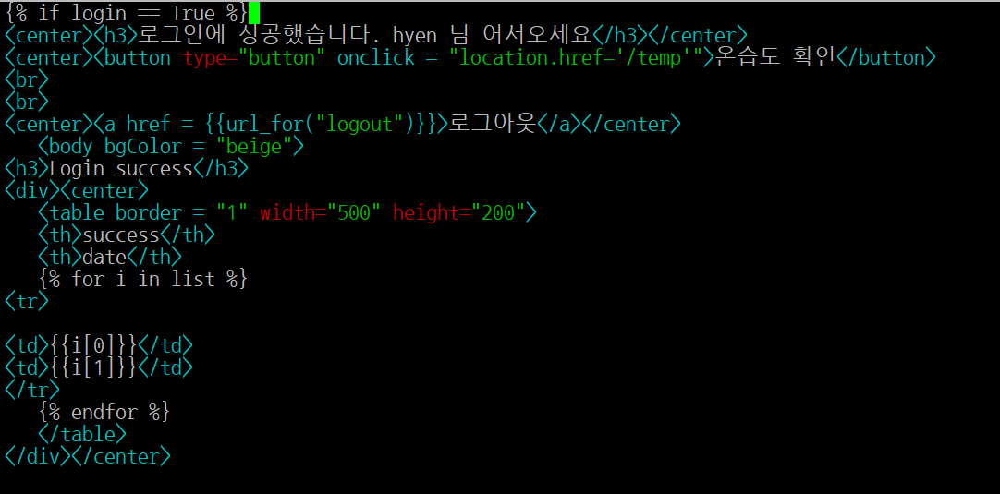 {% if login == True %}
<center><h3>로그인에 성공했습니다. hyen 님 어서오세요</h3></center>
<center><button type="button" onclick = "location.href='/temp'">온습도 확인</button>
<br>
<br>
<center><a href = {{url_for("logout")}}>로그아웃</a></center>
<body bgColor = "beige">
<h3>Login success</h3>
<div><center>
<table border = "1" width="500" height="200">
<th>success</th>
<th>date</th>
{% for i in list %}
<tr>
<td>{{i[0]}}</td>
<td>{{i[1]}}</td>
</tr>
{% endfor %}
</table>
</div></center>